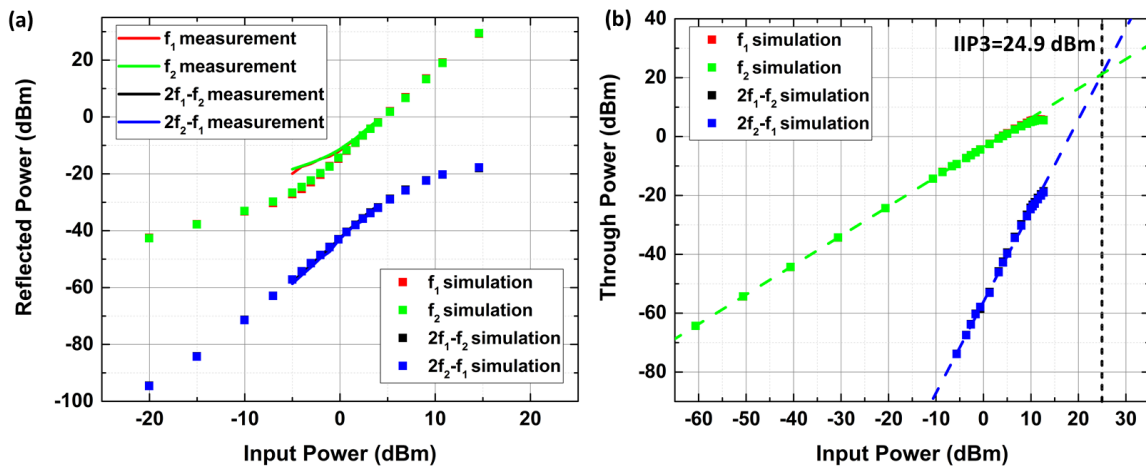 (a)
f₁ measurement
f₂ measurement
2f₁-f₂ measurement
2f₂-f₁ measurement
f₁ simulation
f₂ simulation
2f₁-f₂ simulation
2f₂-f₁ simulation
Reflected Power (dBm)
20
0
-20
-40
-60
-80
-100
-20
-10
0
10
20
Input Power (dBm)
(b)
f₁ simulation
f₂ simulation
2f₁-f₂ simulation
2f₂-f₁ simulation
IIP3=24.9 dBm
Through Power (dBm)
40
20
0
-20
-40
-60
-80
-60
-50
-40
-30
-20
-10
0
10
20
30
Input Power (dBm)